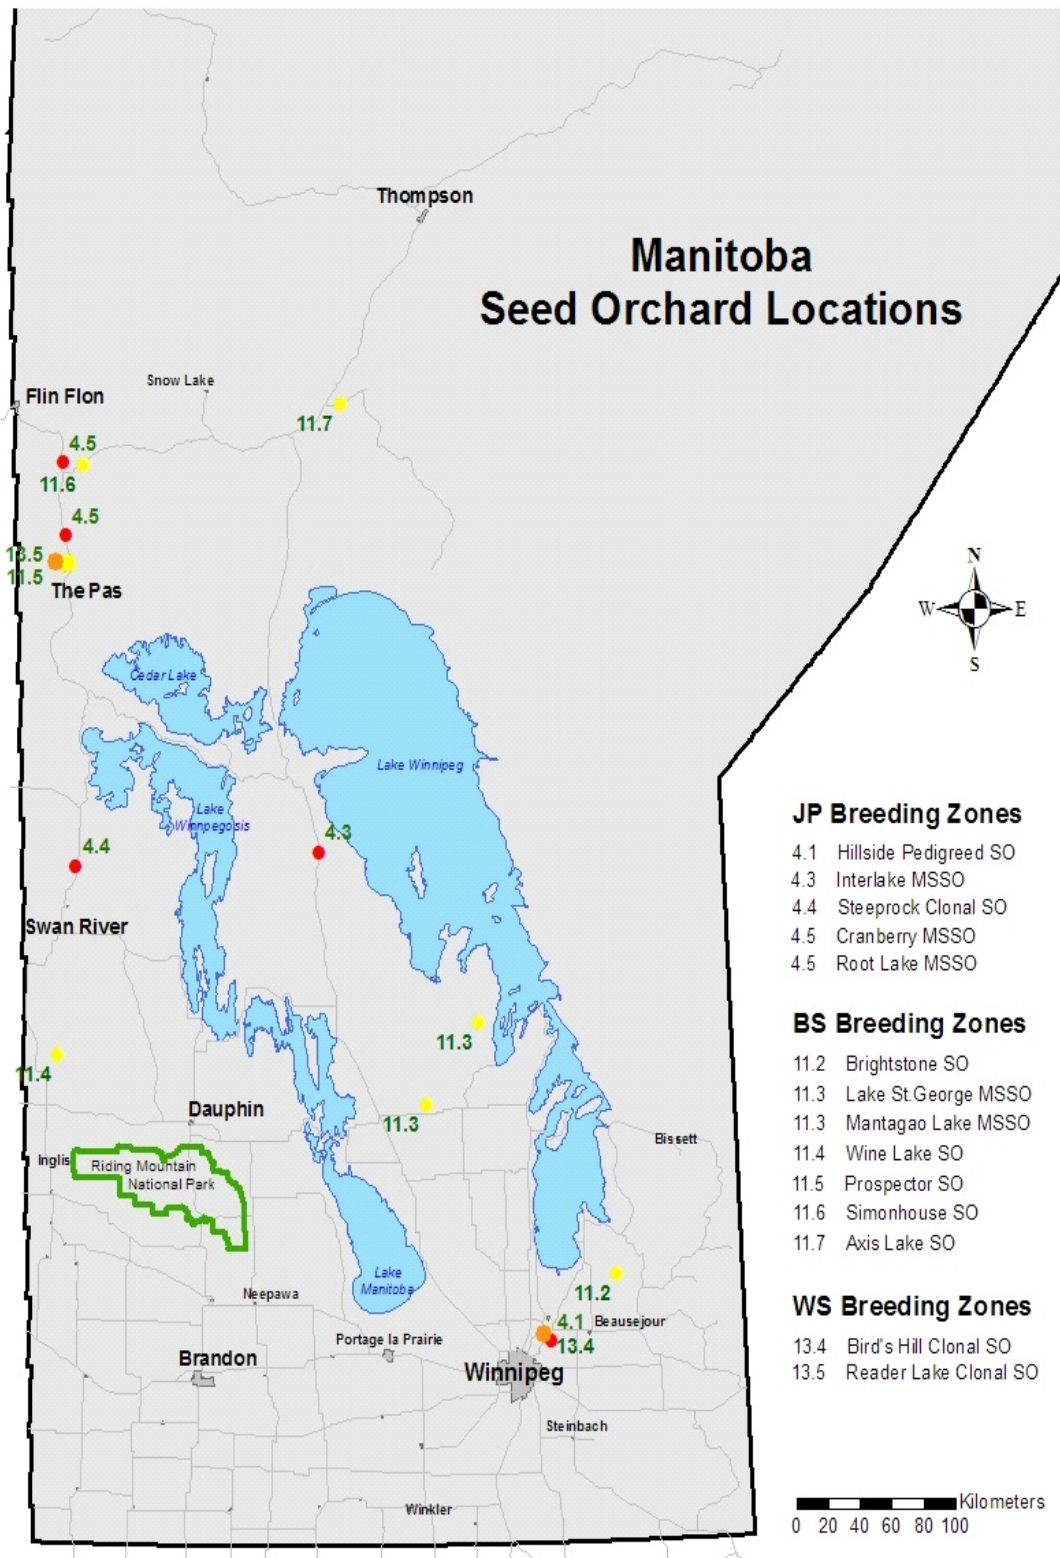 Thompson
Manitoba
Seed Orchard Locations
Snow Lake
Flin Flon
11.7
4.5
11.6
4.5
13.5
11.5
The Pas
N
W E
S
Cedar Lake
Lake Winnipeg
Lake
Winnpegosis
4.3
4.4
Swan River
11.3
11.4
Dauphin
11.3
Bissett
Inglis
Riding Mountain
National Park
Lake
Manitoba
11.2
Neepawa
4.1
Beausejour
Portage la Prairie
13.4
Brandon
Winnipeg
Steinbach
Winkler
JP Breeding Zones
4.1 Hillside Pedigreed SO
4.3 Interlake MSSO
4.4 Steeprock Clonal SO
4.5 Cranberry MSSO
4.5 Root Lake MSSO
BS Breeding Zones
11.2 Brightstone SO
11.3 Lake St.George MSSO
11.3 Mantagao Lake MSSO
11.4 Wine Lake SO
11.5 Prospector SO
11.6 Simonhouse SO
11.7 Axis Lake SO
WS Breeding Zones
13.4 Bird's Hill Clonal SO
13.5 Reader Lake Clonal SO
Kilometers
0 20 40 60 80 100